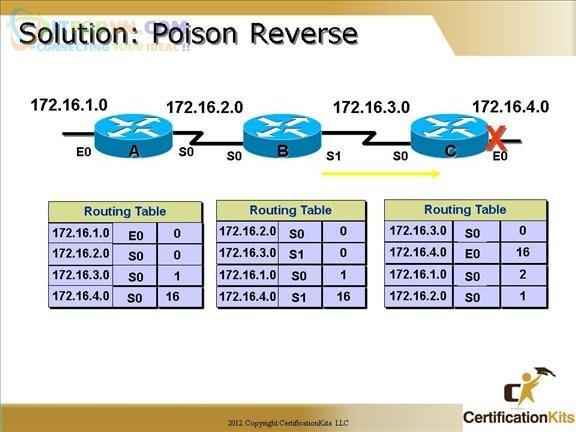 CONNECTING YOUR IDEAL !!
Solution: Poison Reverse
172.16.1.0 172.16.2.0 172.16.3.0 172.16.4.0
E0 A S0 S0 B S1 S0 C X E0
Routing Table
172.16.1.0 E0 0
172.16.2.0 S0 0
172.16.3.0 S0 1
172.16.4.0 S0 16
Routing Table
172.16.2.0 S0 0
172.16.3.0 S1 0
172.16.1.0 S0 1
172.16.4.0 S1 16
Routing Table
172.16.3.0 S0 0
172.16.4.0 E0 16
172.16.1.0 S0 2
172.16.2.0 S0 1
CK
CertificationKits
2012 Copyright CertificationKits LLC